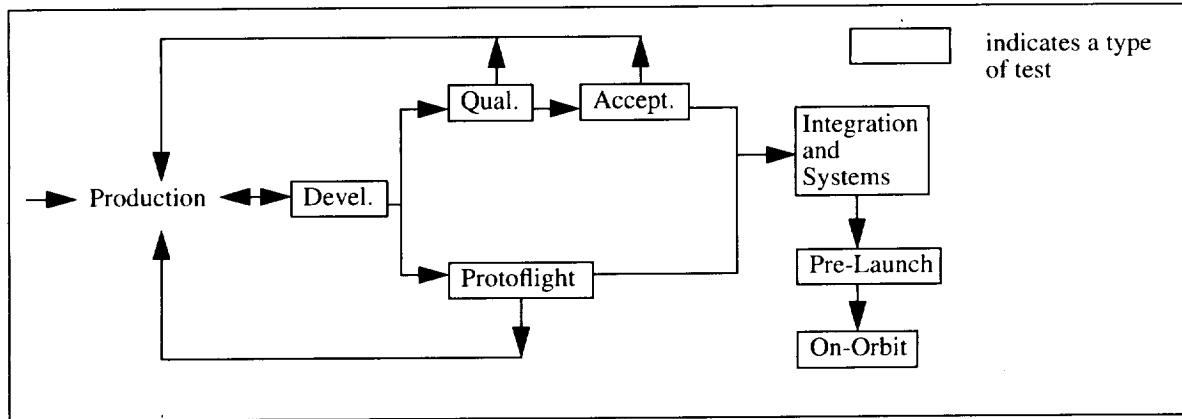 indicates a type
of test
Qual.
Accept.
Integration
and
Systems
Production
Devel.
Protoflight
Pre-Launch
On-Orbit